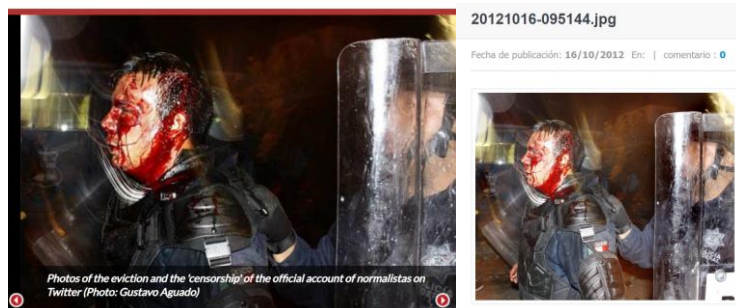 Photos of the eviction and the 'censorship' of the official account of normalistas on
Twitter (Photo: Gustavo Aguado)
20121016-095144.jpg
Fecha de publicación: 16/10/2012 En: | comentario : 0